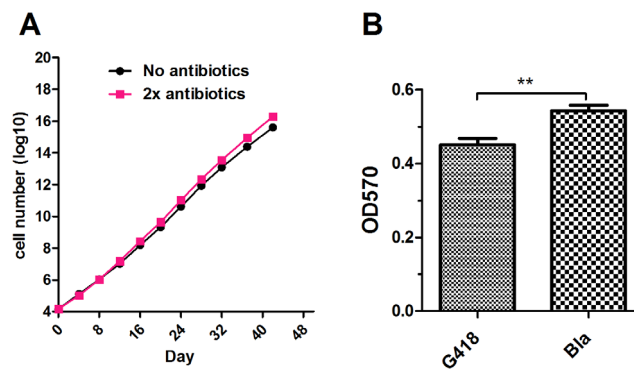 A
20
18
16
14
12
10
8
6
4
cell number (log10)
No antibiotics
2x antibiotics
0 8 16 24 32 40 48
Day
B
0.6
0.4
0.2
0.0
OD570
**
G418 Bla